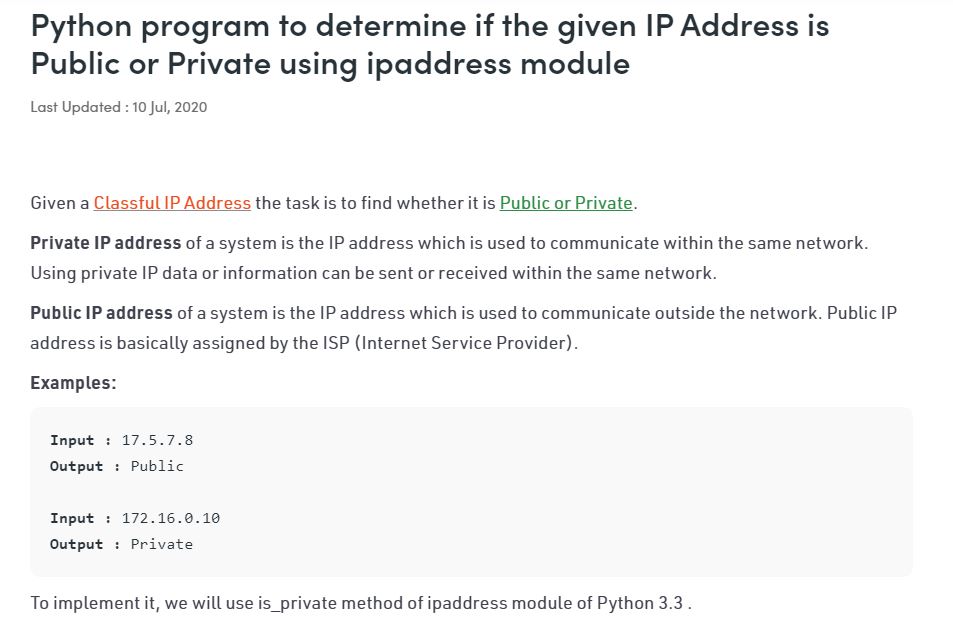 Python program to determine if the given IP Address is
Public or Private using ipaddress module
Last Updated : 10 Jul, 2020
Given a Classful IP Address the task is to find whether it is Public or Private.
Private IP address of a system is the IP address which is used to communicate within the same network.
Using private IP data or information can be sent or received within the same network.
Public IP address of a system is the IP address which is used to communicate outside the network. Public IP
address is basically assigned by the ISP (Internet Service Provider).
Examples:
Input : 17.5.7.8
Output : Public
Input : 172.16.0.10
Output : Private
To implement it, we will use is_private method of ipaddress module of Python 3.3 .